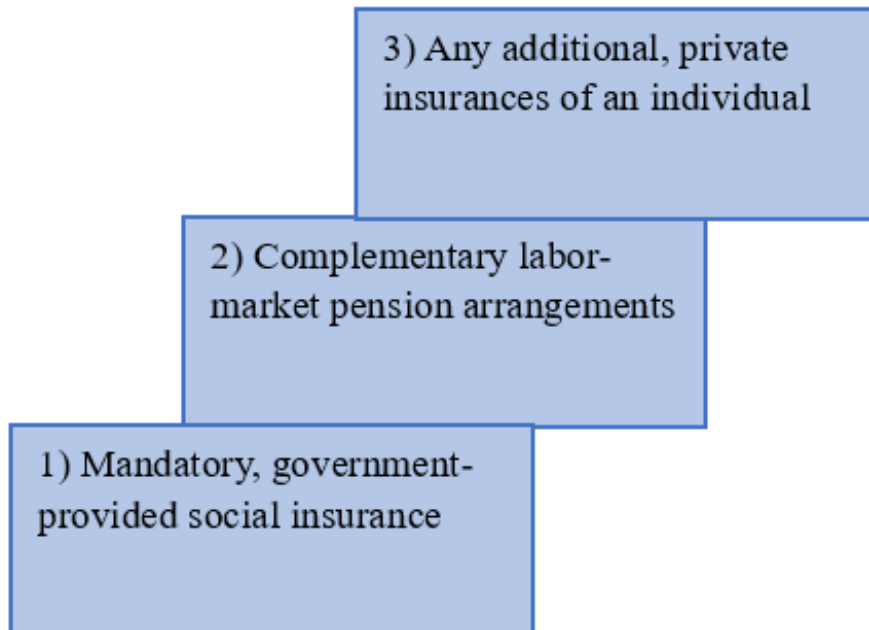 3) Any additional, private
insurances of an individual
2) Complementary labor-
market pension arrangements
1) Mandatory, government-
provided social insurance